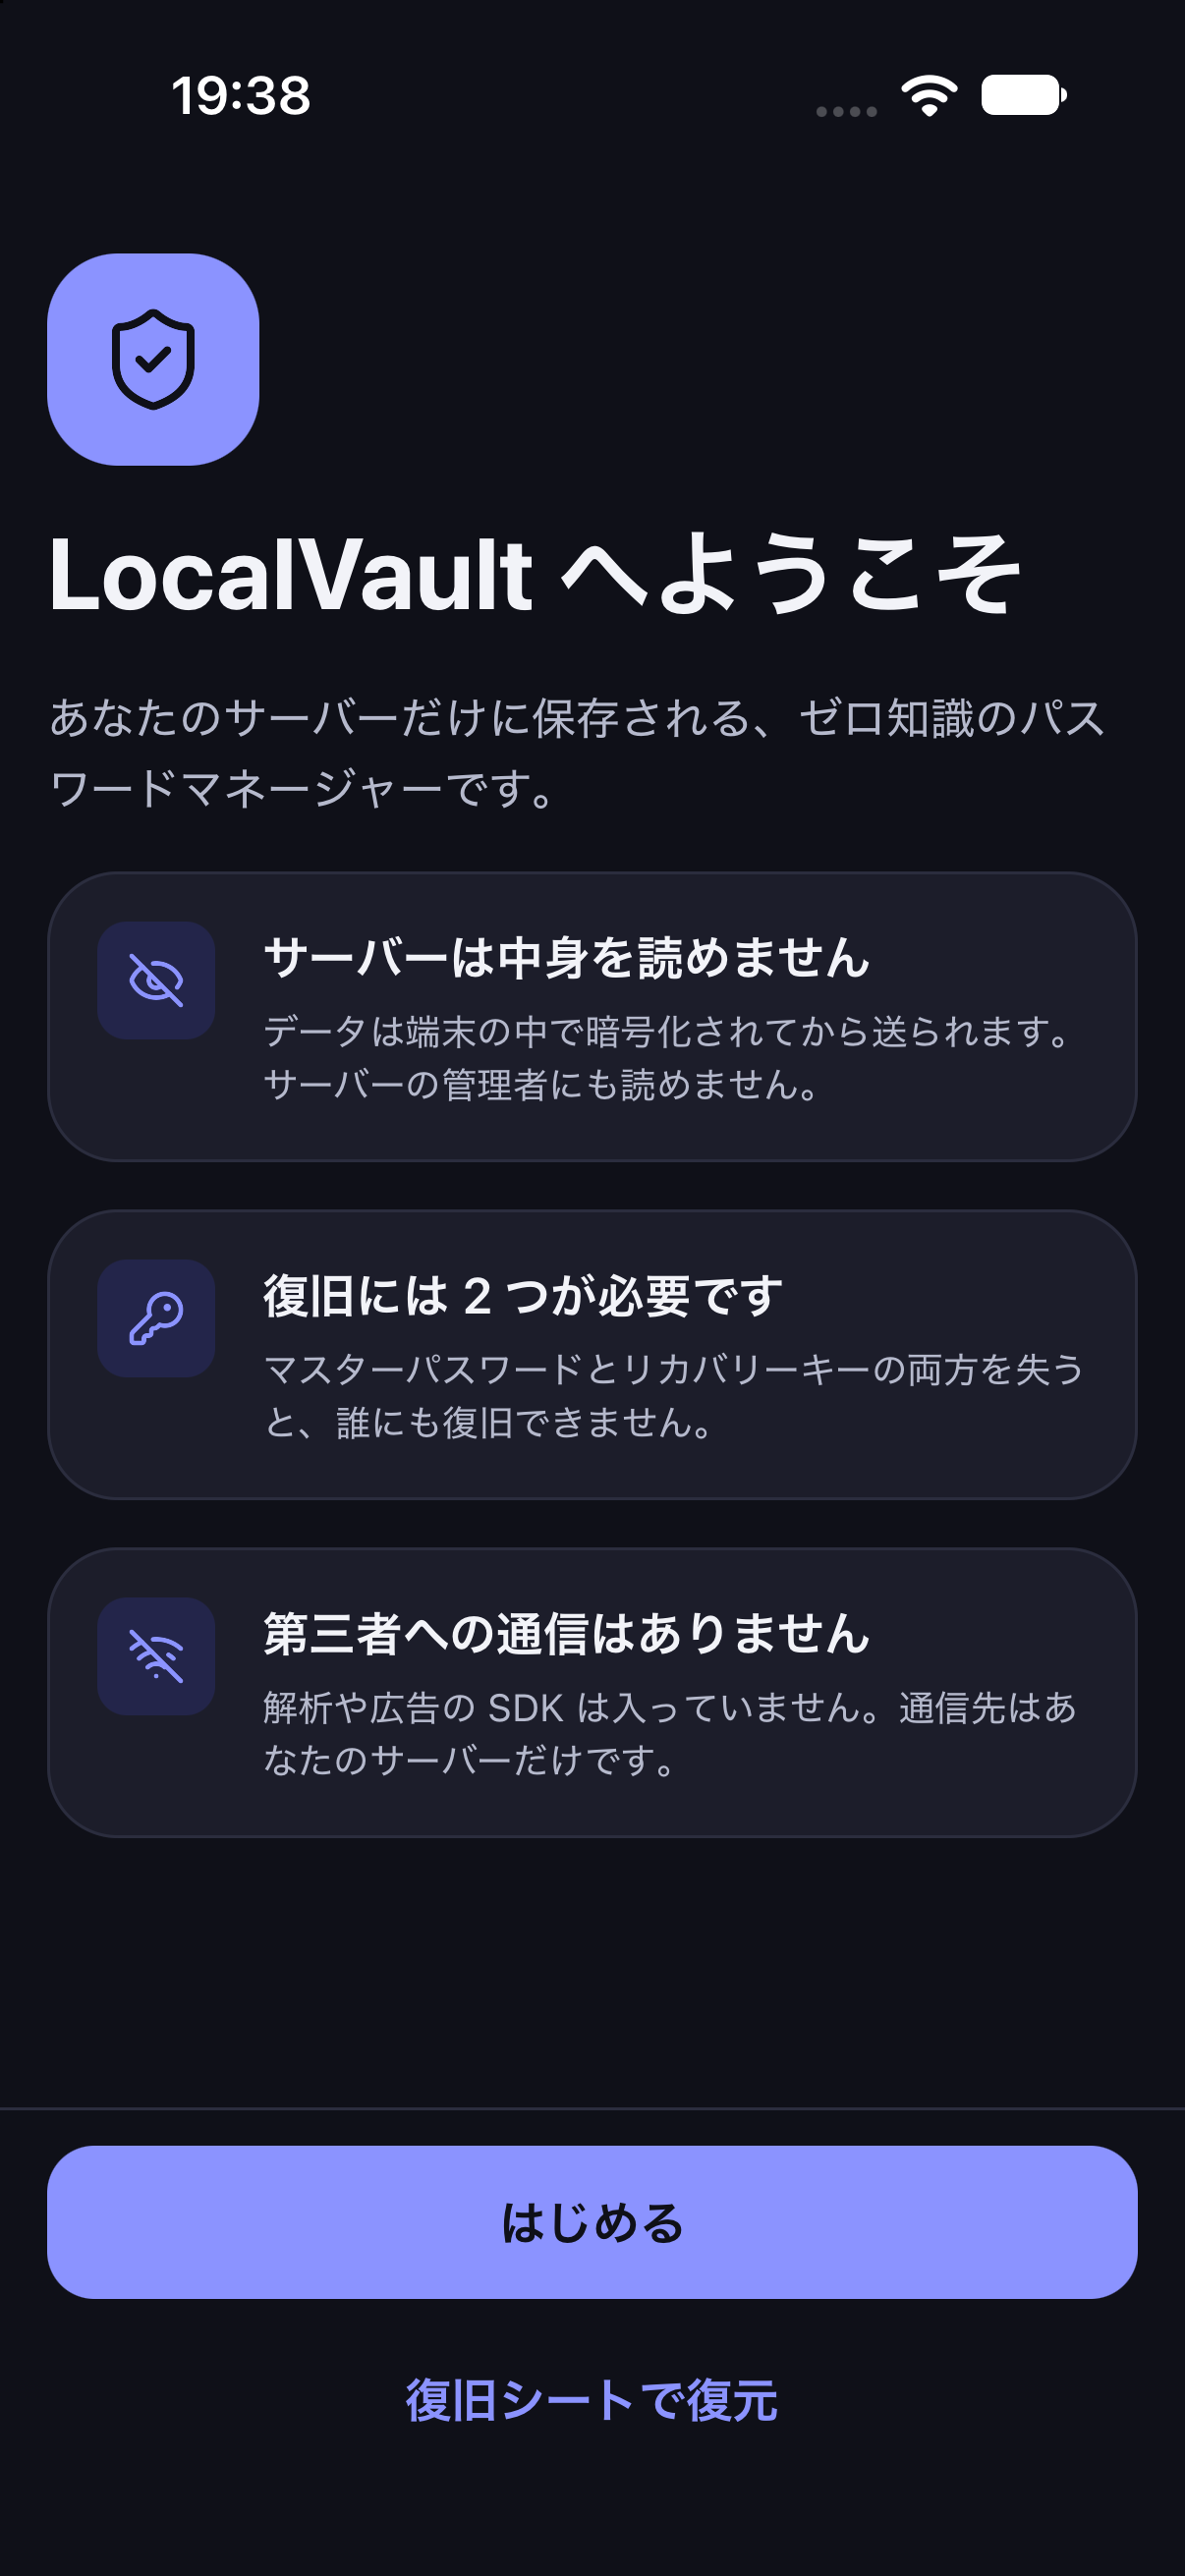 19:38
LocalVault へようこそ
あなたのサーバーだけに保存される、ゼロ知識のパス
ワードマネージャーです。
サーバーは中身を読めません
データは端末の中で暗号化されてから送られます。
サーバーの管理者にも読めません。
復旧には 2 つが必要です
マスターパスワードとリカバリーキーの両方を失う
と、誰にも復旧できません。
第三者への通信はありません
解析や広告の SDK は入っていません。通信先はあ
なたのサーバーだけです。
はじめる
復旧シートで復元